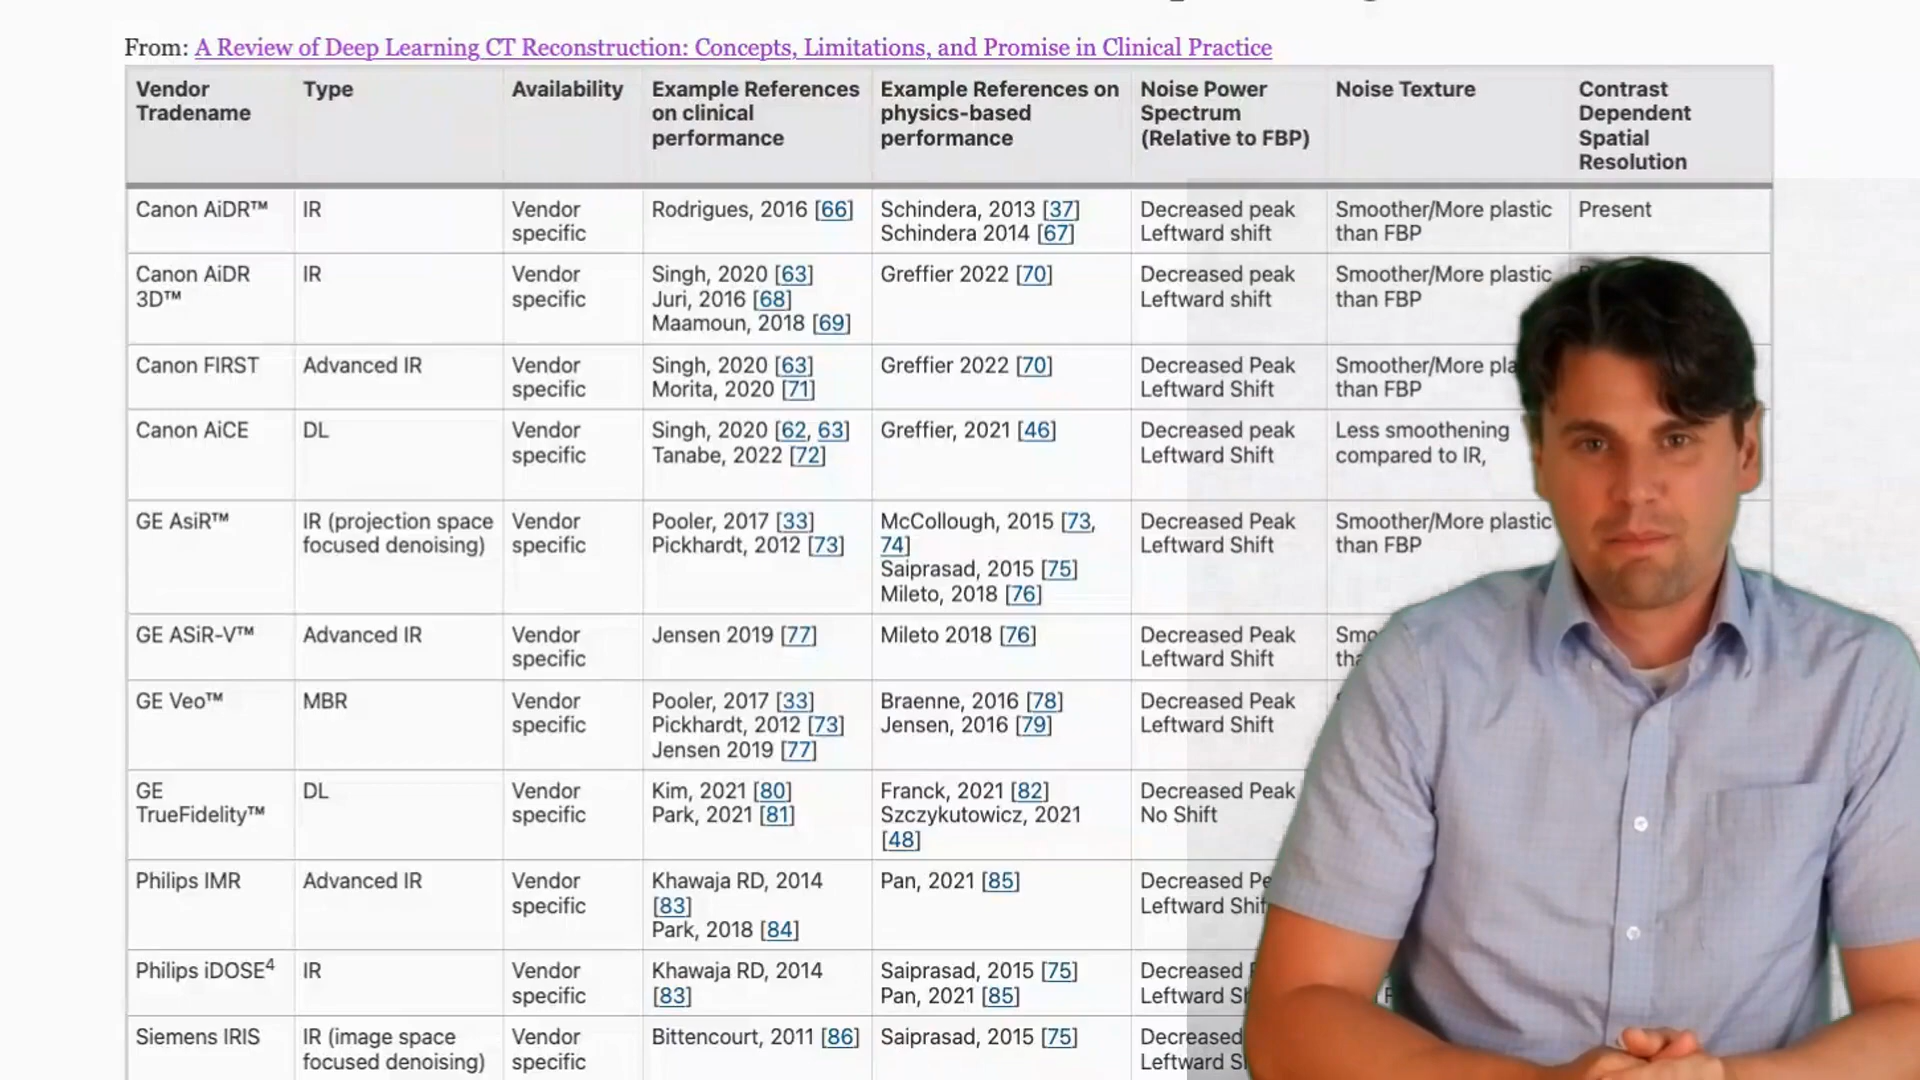 From: A Review of Deep Learning CT Reconstruction: Concepts, Limitations, and Promise in Clinical Practice
Vendor Tradename
Type
Availability
Example References on clinical performance
Example References on physics-based performance
Noise Power Spectrum (Relative to FBP)
Noise Texture
Contrast Dependent Spatial Resolution
Canon AiDR™
IR
Vendor specific
Rodrigues, 2016 [66]
Schindera, 2013 [37]
Schindera 2014 [67]
Decreased peak
Leftward shift
Smoother/More plastic than FBP
Present
Canon AiDR 3D™
IR
Vendor specific
Singh, 2020 [63]
Juri, 2016 [68]
Maamoun, 2018 [69]
Greffier 2022 [70]
Decreased peak
Leftward shift
Smoother/More plastic than FBP
Canon FIRST
Advanced IR
Vendor specific
Singh, 2020 [63]
Morita, 2020 [71]
Greffier 2022 [70]
Decreased Peak
Leftward Shift
Smoother/More pla
than FBP
Canon AiCE
DL
Vendor specific
Singh, 2020 [62, 63]
Tanabe, 2022 [72]
Greffier, 2021 [46]
Decreased peak
Leftward Shift
Less smoothening compared to IR,
GE AsiR™
IR (projection space focused denoising)
Vendor specific
Pooler, 2017 [33]
Pickhardt, 2012 [73]
McCollough, 2015 [73, 74]
Saiprasad, 2015 [75]
Mileto, 2018 [76]
Decreased Peak
Leftward Shift
Smoother/More plastic than FBP
GE ASiR-V™
Advanced IR
Vendor specific
Jensen 2019 [77]
Mileto 2018 [76]
Decreased Peak
Leftward Shift
Smo
tha
GE Veo™
MBR
Vendor specific
Pooler, 2017 [33]
Pickhardt, 2012 [73]
Jensen 2019 [77]
Braenne, 2016 [78]
Jensen, 2016 [79]
Decreased Peak
Leftward Shift
GE TrueFidelity™
DL
Vendor specific
Kim, 2021 [80]
Park, 2021 [81]
Franck, 2021 [82]
Szczykutowicz, 2021 [48]
Decreased Peak
No Shift
Philips IMR
Advanced IR
Vendor specific
Khawaja RD, 2014 [83]
Park, 2018 [84]
Pan, 2021 [85]
Decreased Pe
Leftward Shif
Philips iDOSE⁴
IR
Vendor specific
Khawaja RD, 2014 [83]
Saiprasad, 2015 [75]
Pan, 2021 [85]
Decreased
Leftward S
Siemens IRIS
IR (image space focused denoising)
Vendor specific
Bittencourt, 2011 [86]
Saiprasad, 2015 [75]
Decreased
Leftward S